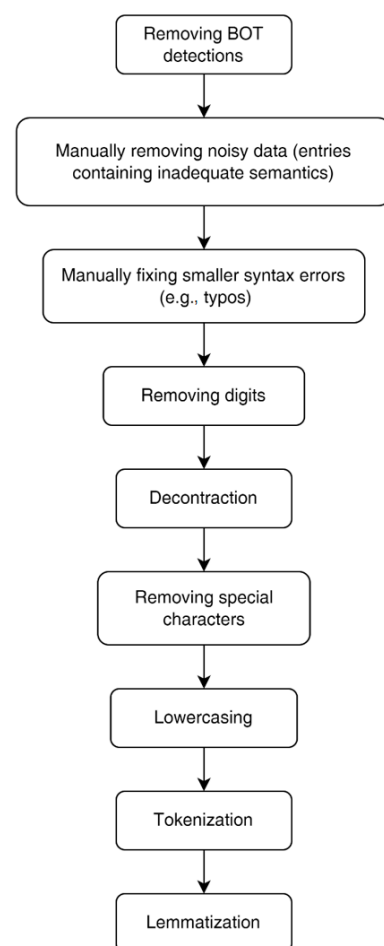 Removing BOT
detections
Manually removing noisy data (entries
containing inadequate semantics)
Manually fixing smaller syntax errors
(e.g., typos)
Removing digits
Decontraction
Removing special
characters
Lowercasing
Tokenization
Lemmatization